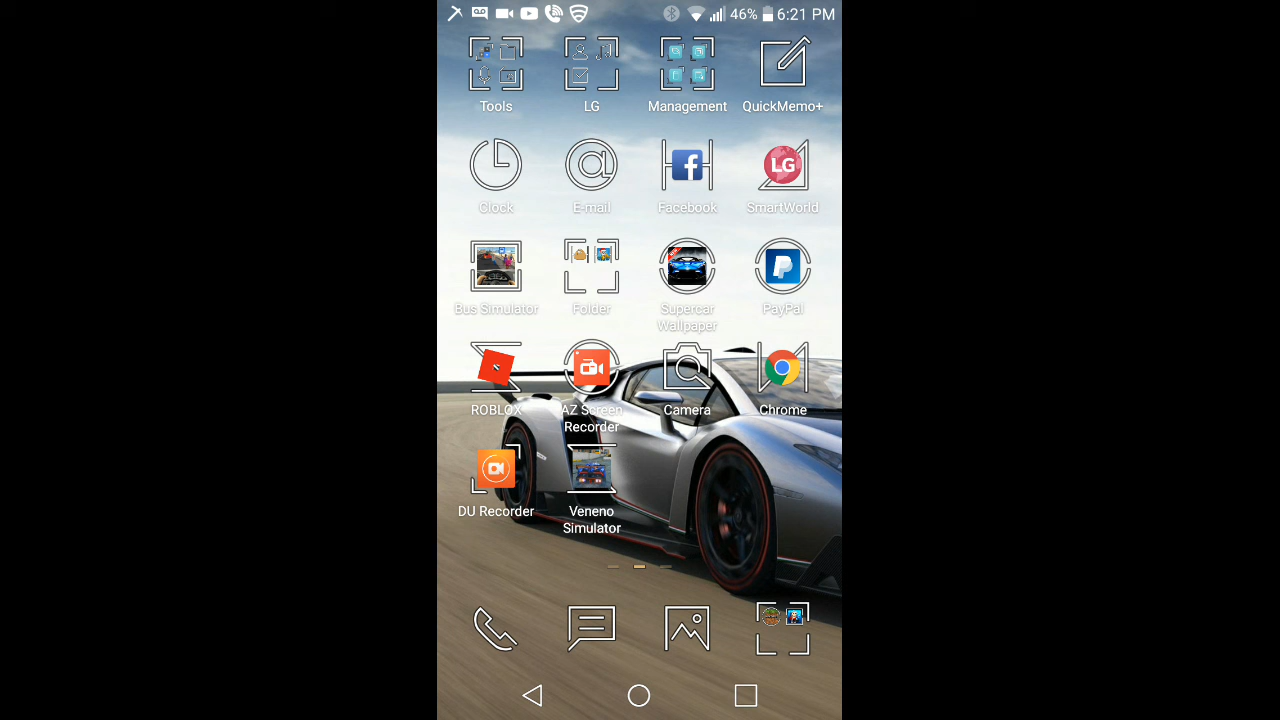 46% 6:21 PM
Tools LG Management QuickMemo+
Clock E-mail Facebook SmartWorld
LG
Bus Simulator Folder Supercar Wallpaper PayPal
ROBLOX AZ Screen Recorder Camera Chrome
DU Recorder Veneno Simulator